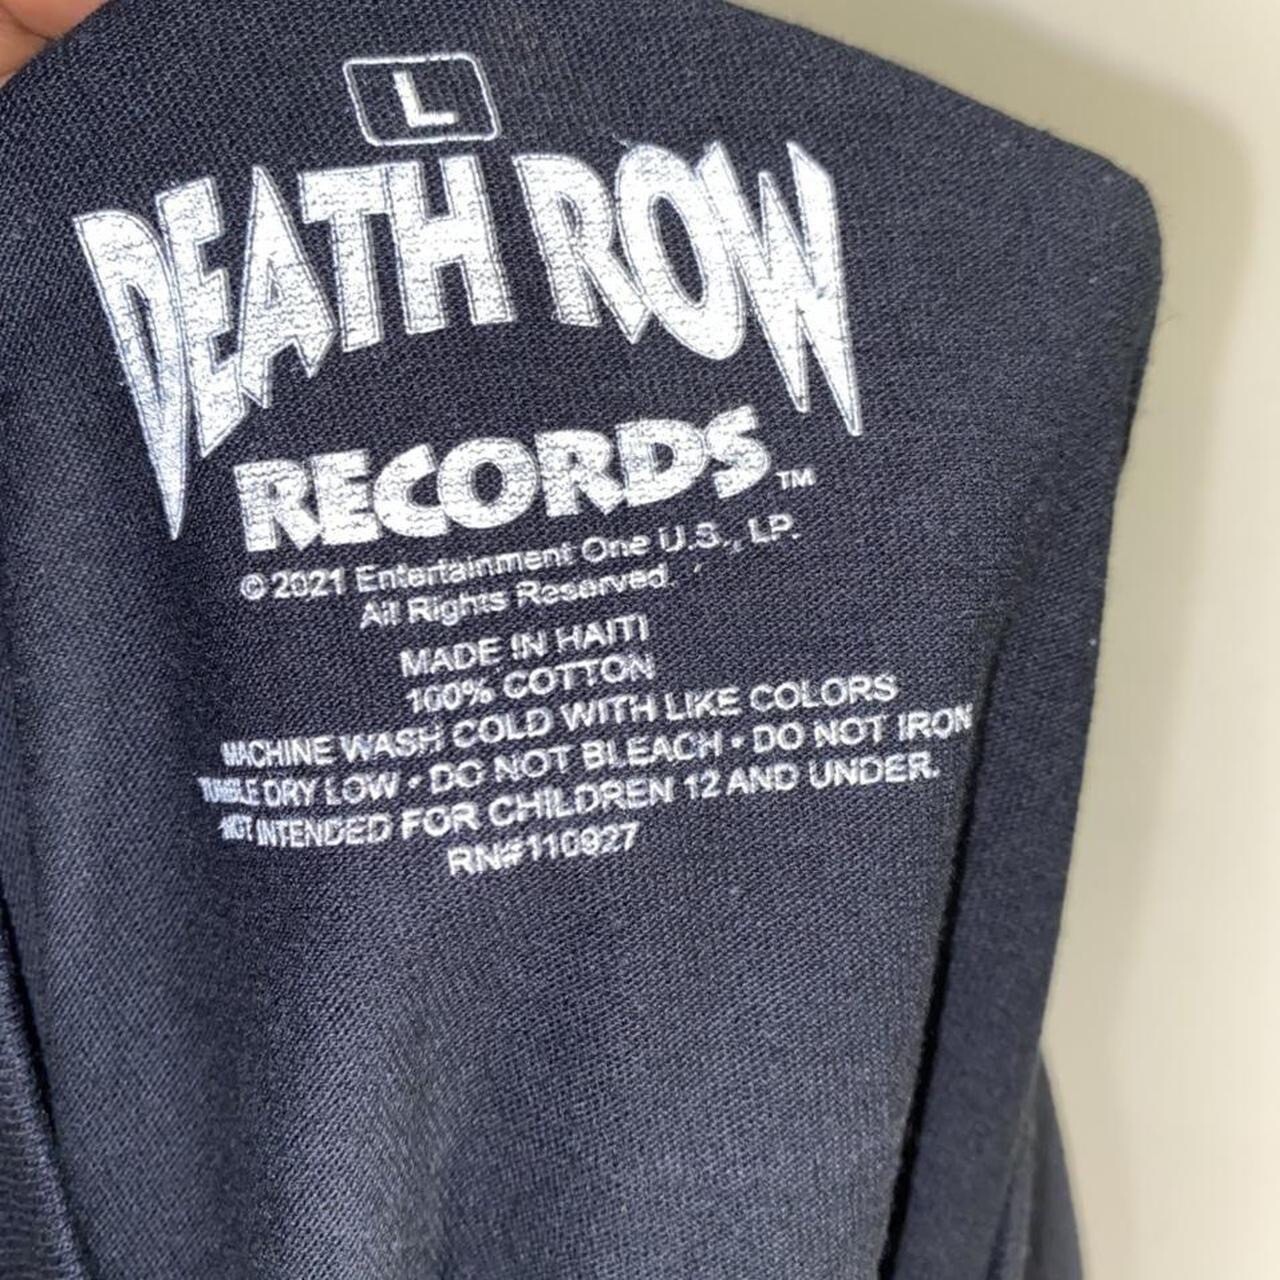 L
DEATH ROW
RECORDS™
© 2021 Entertainment One U.S., LP.
All Rights Reserved.
MADE IN HAITI
100% COTTON
MACHINE WASH COLD WITH LIKE COLORS
TUMBLE DRY LOW • DO NOT BLEACH • DO NOT IRON
NOT INTENDED FOR CHILDREN 12 AND UNDER.
RN#110927